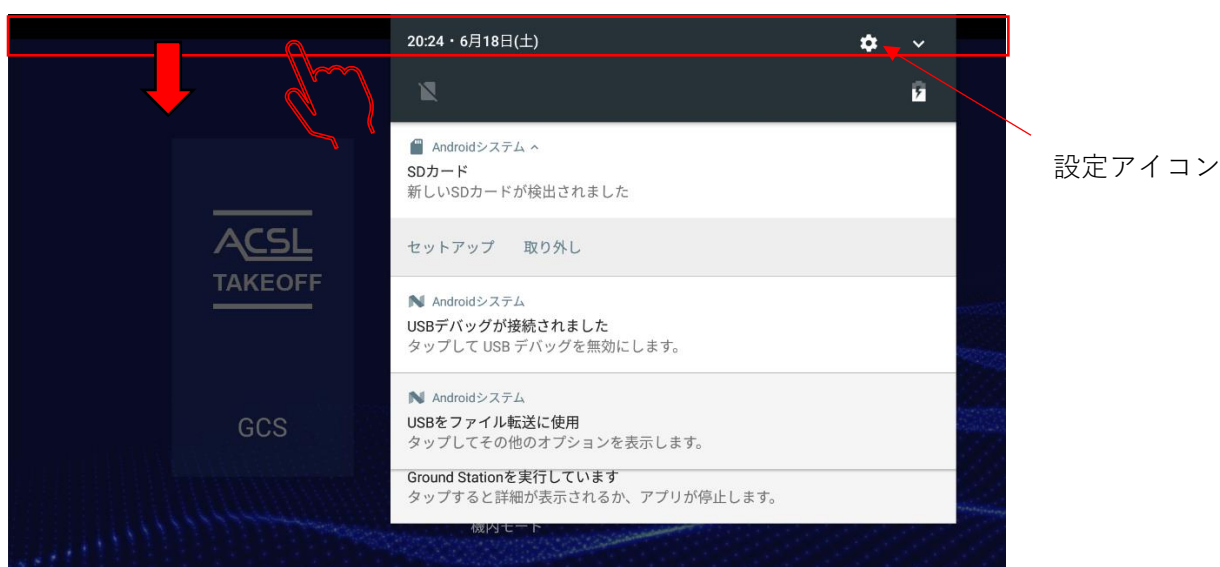 20:24・6月18日(土)
Androidシステム
SDカード
新しいSDカードが検出されました
設定アイコン
セットアップ 取り外し
ACSL
TAKEOFF
Androidシステム
USBデバッグが接続されました
タップして USB デバッグを無効にします。
Androidシステム
USBをファイル転送に使用
タップしてその他のオプションを表示します。
GCS
Ground Stationを実行しています
タップすると詳細が表示されるか、アプリが停止します。
機内モード